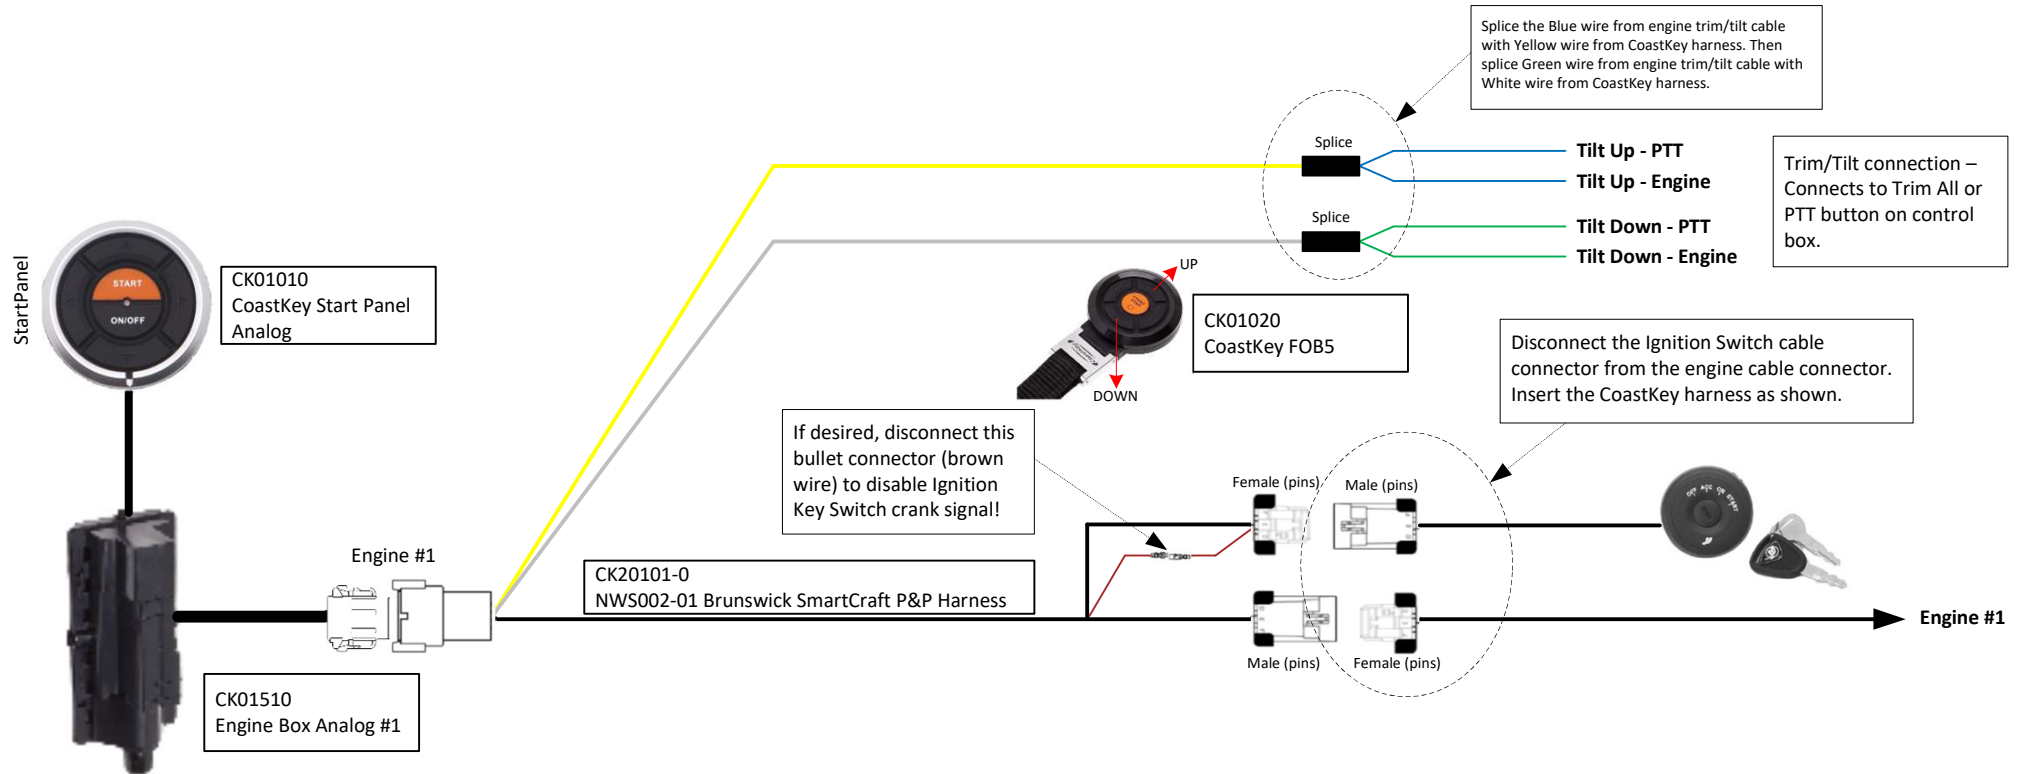 Splice the Blue wire from engine trim/tilt cable
with Yellow wire from CoastKey harness. Then
splice Green wire from engine trim/tilt cable with
White wire from CoastKey harness.
Splice
Tilt Up - PTT
Tilt Up - Engine
Splice
Tilt Down - PTT
Tilt Down - Engine
Trim/Tilt connection –
Connects to Trim All or
PTT button on control
box.
StartPanel
START
ON/OFF
CK01010
CoastKey Start Panel
Analog
UP
DOWN
CK01020
CoastKey FOB5
Disconnect the Ignition Switch cable
connector from the engine cable connector.
Insert the CoastKey harness as shown.
If desired, disconnect this
bullet connector (brown
wire) to disable Ignition
Key Switch crank signal!
Female (pins)
Male (pins)
OFF ACC ON START
Engine #1
CK20101-0
NWS002-01 Brunswick SmartCraft P&P Harness
Engine #1
Male (pins)
Female (pins)
CK01510
Engine Box Analog #1